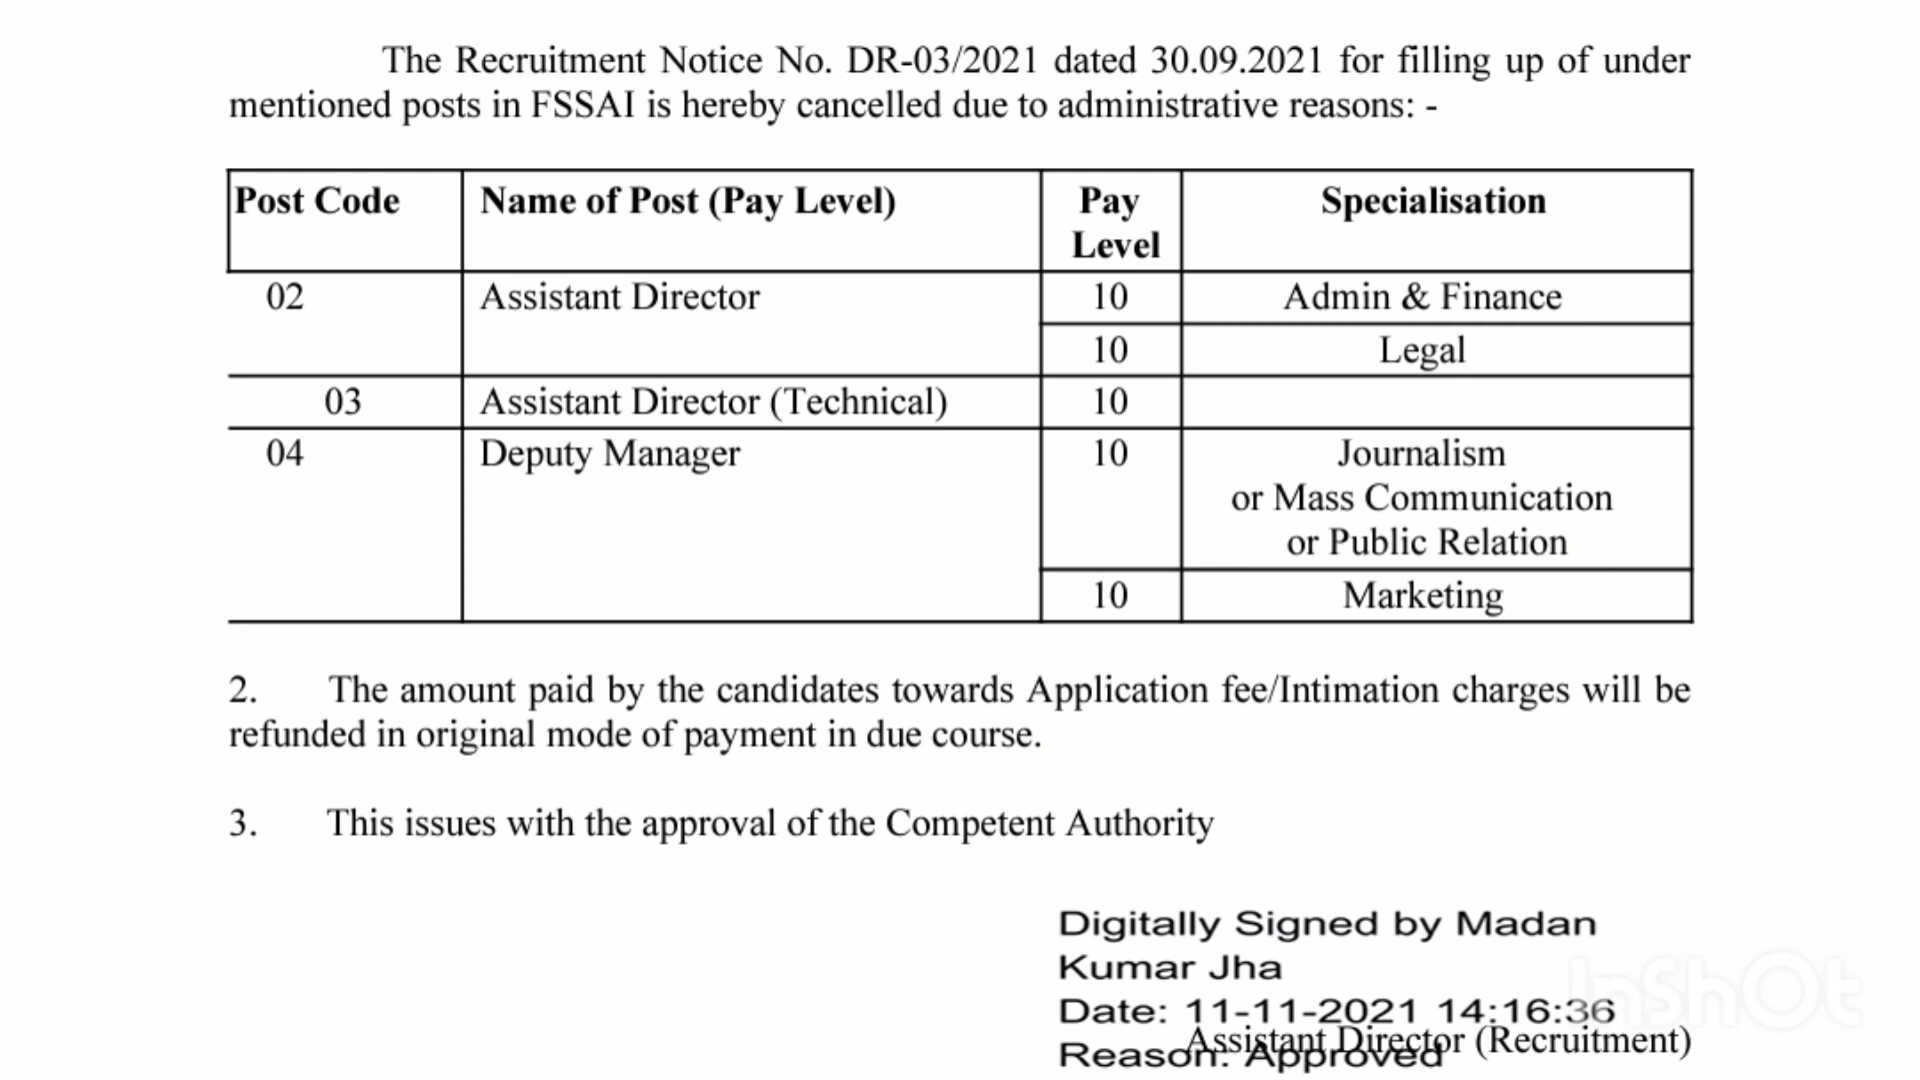 The Recruitment Notice No. DR-03/2021 dated 30.09.2021 for filling up of under
mentioned posts in FSSAI is hereby cancelled due to administrative reasons: -
Post Code Name of Post (Pay Level) Pay Level Specialisation
02 Assistant Director 10 Admin & Finance
10 Legal
03 Assistant Director (Technical) 10
04 Deputy Manager 10 Journalism
or Mass Communication
or Public Relation
10 Marketing
2. The amount paid by the candidates towards Application fee/Intimation charges will be
refunded in original mode of payment in due course.
3. This issues with the approval of the Competent Authority
Digitally Signed by Madan
Kumar Jha
Date: 11-11-2021 14:16:36
Reason: Approved
Assistant Director (Recruitment)
InShOt